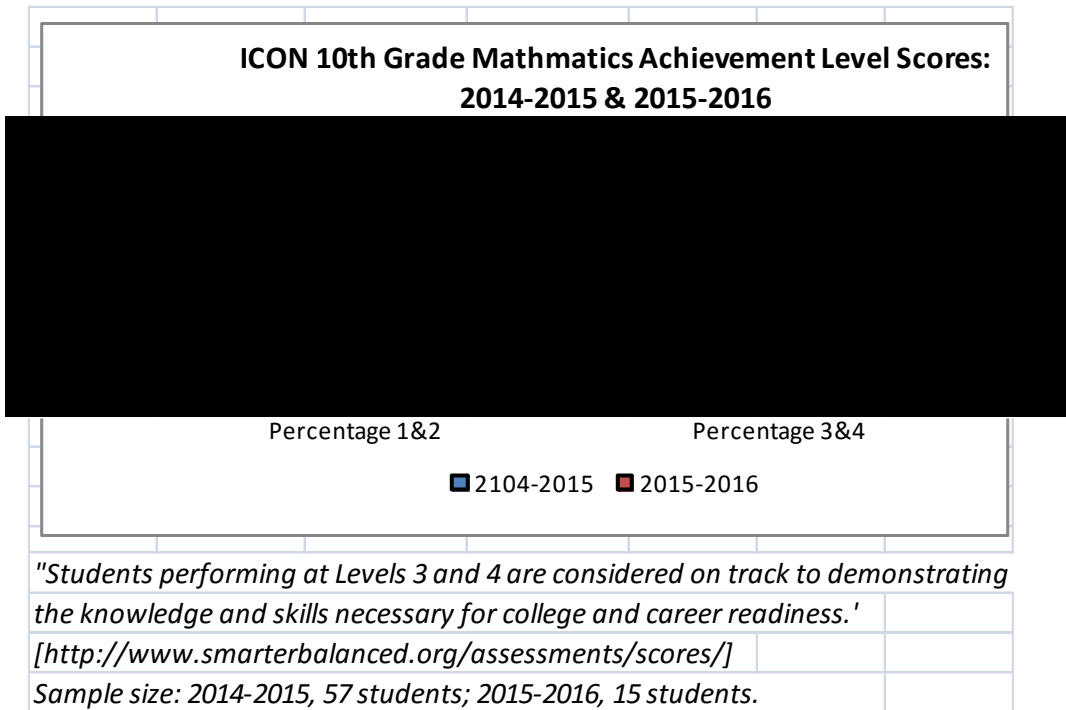 ICON 10th Grade Mathmatics Achievement Level Scores:
2014-2015 & 2015-2016
Percentage 1&2 Percentage 3&4
2104-2015 2015-2016
"Students performing at Levels 3 and 4 are considered on track to demonstrating
the knowledge and skills necessary for college and career readiness.'
[http://www.smarterbalanced.org/assessments/scores/]
Sample size: 2014-2015, 57 students; 2015-2016, 15 students.